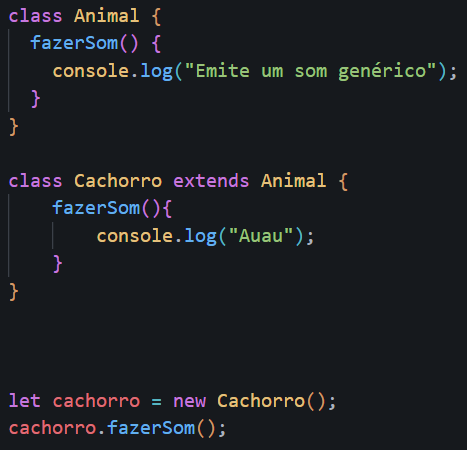 class Animal {
  fazerSom() {
    console.log("Emite um som genérico");
  }
}
class Cachorro extends Animal {
    fazerSom(){
        console.log("Auau");
    }
}
let cachorro = new Cachorro();
cachorro.fazerSom();